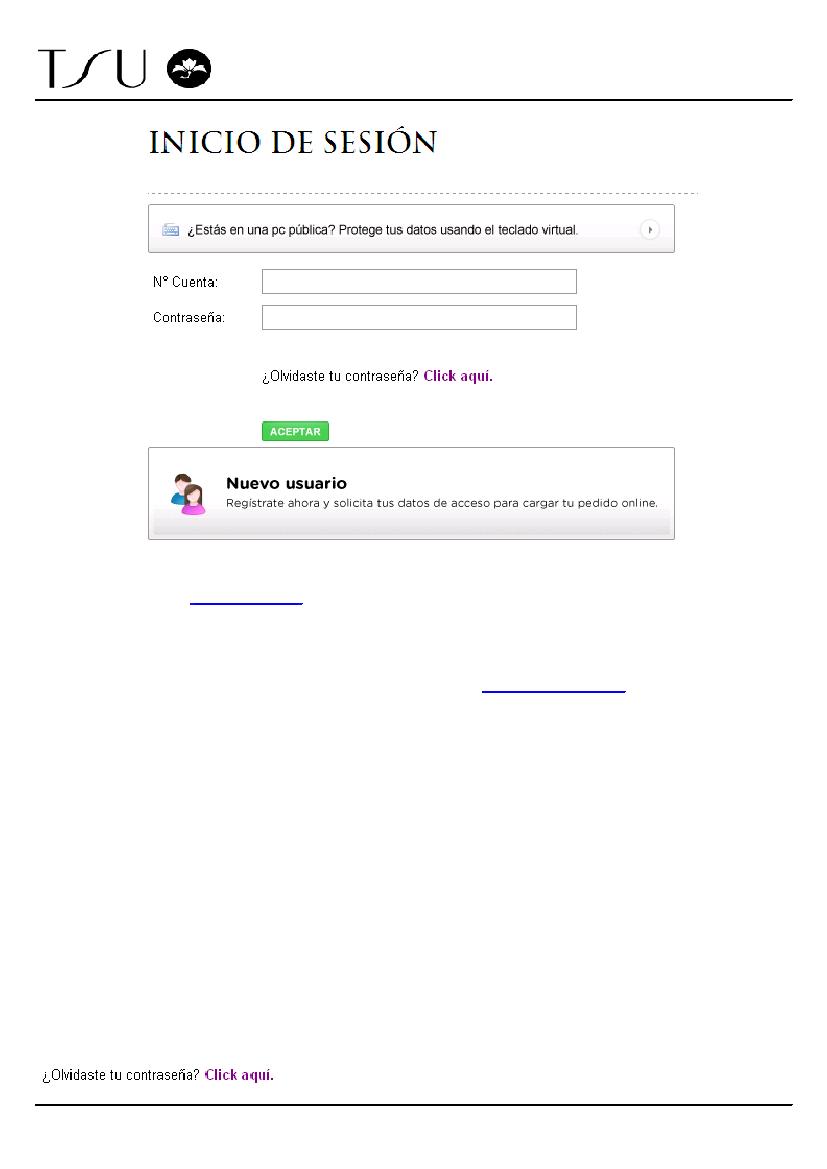 TSU
INICIO DE SESIÓN
¿Estás en una pc pública? Protege tus datos usando el teclado virtual.
N° Cuenta:
Contraseña:
¿Olvidaste tu contraseña? Click aquí.
ACEPTAR
Nuevo usuario
Regístrate ahora y solicita tus datos de acceso para cargar tu pedido online.
¿Olvidaste tu contraseña? Click aquí.